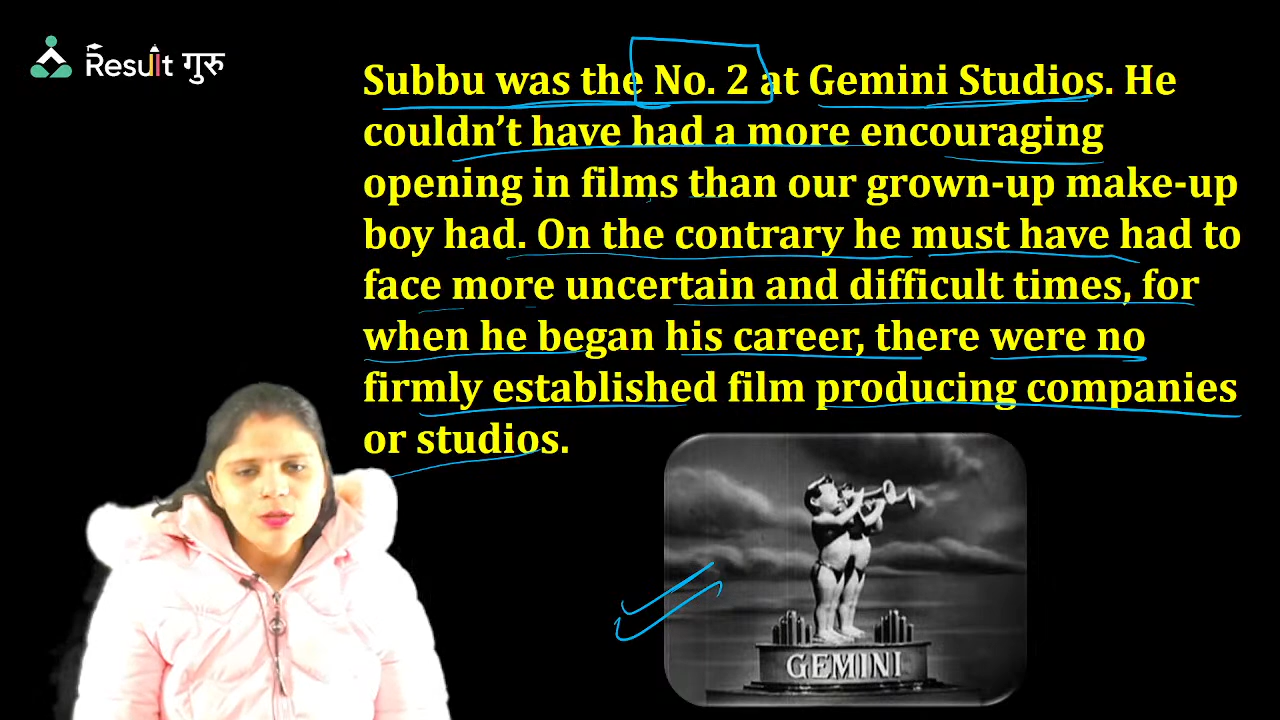 Result गुरु
Subbu was the No. 2 at Gemini Studios. He
couldn’t have had a more encouraging
opening in films than our grown-up make-up
boy had. On the contrary he must have had to
face more uncertain and difficult times, for
when he began his career, there were no
firmly established film producing companies
or studios.
GEMINI